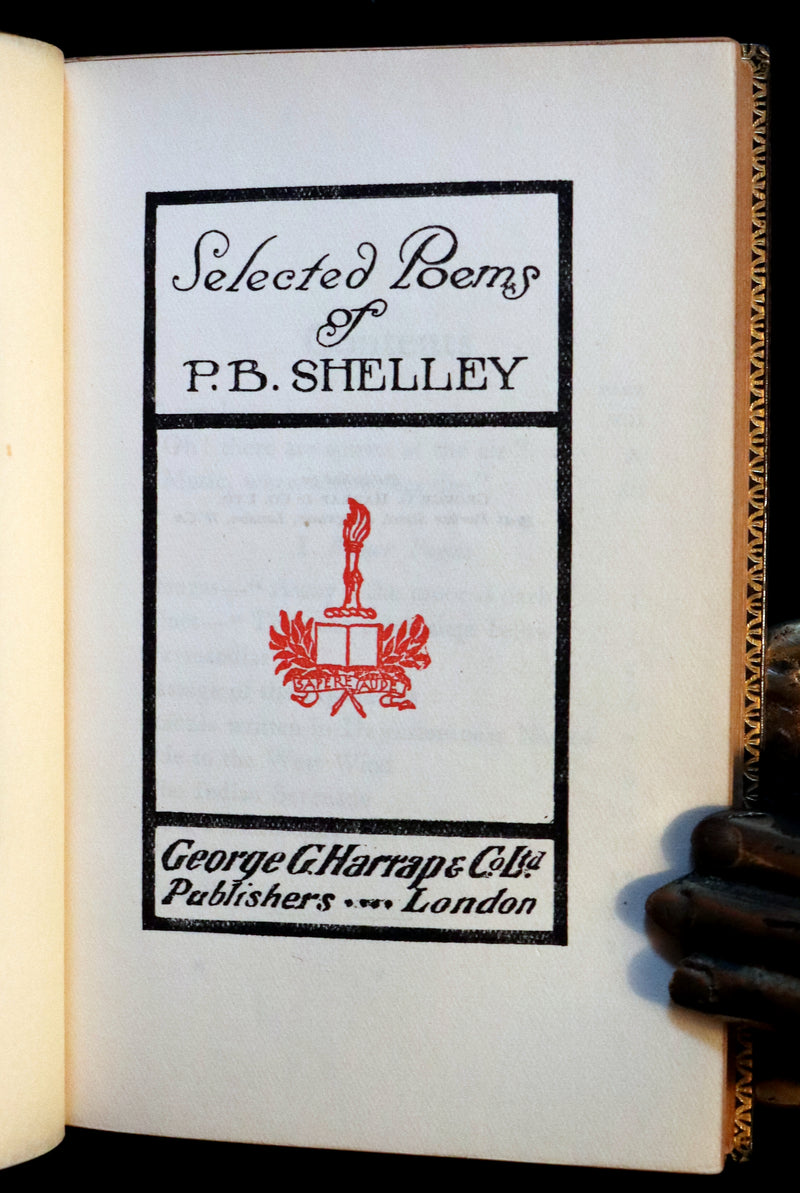 Selected Poems
of
P. B. SHELLEY
SAPERE AUDE
George G. Harrap & Co. Ltd
Publishers .... London